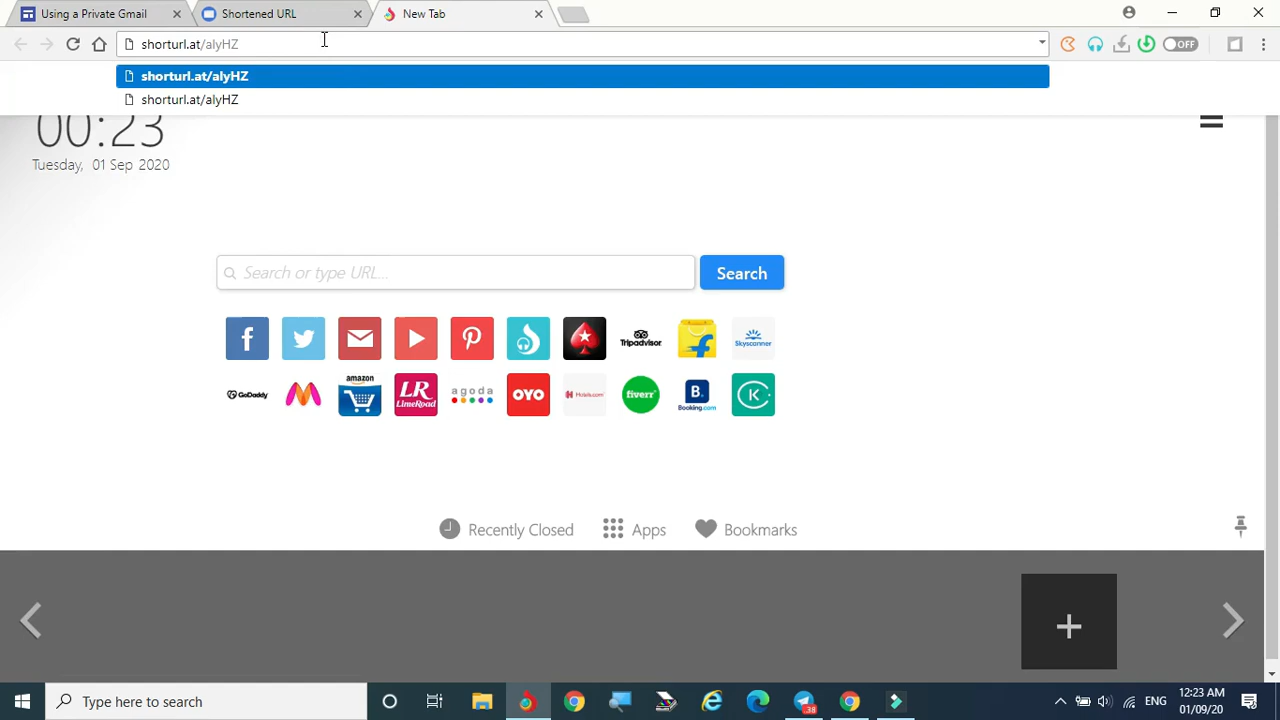 Using a Private Gmail
Shortened URL
New Tab
shorturl.at/alyHZ
OFF
shorturl.at/alyHZ
shorturl.at/alyHZ
00:23
Tuesday, 01 Sep 2020
Search or type URL...
Search
Tripadvisor
Skyscanner
GoDaddy
amazon
LR
LimeRoad
agoda
OYO
Hotels.com
fiverr
B.
Booking.com
K
Recently Closed
Apps
Bookmarks
Type here to search
38
ENG
12:23 AM
01/09/20